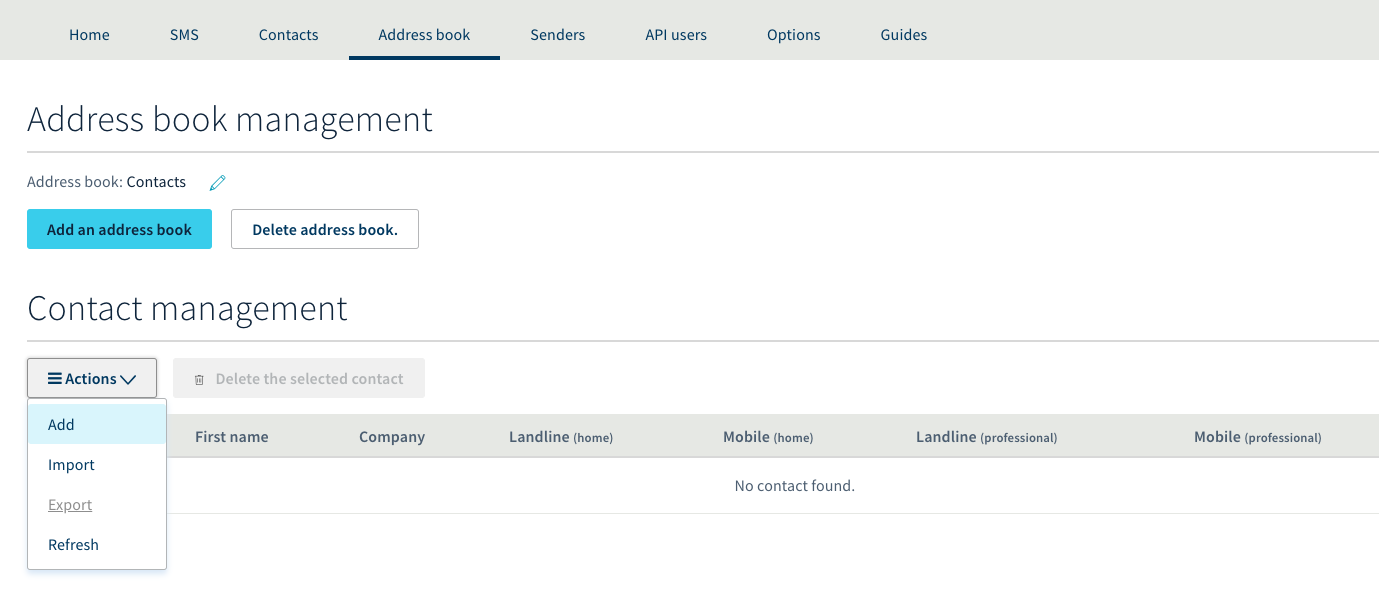 Home SMS Contacts Address book Senders API users Options Guides
Address book management
Address book: Contacts
Add an address book Delete address book.
Contact management
Actions Delete the selected contact
Add
First name Company Landline (home) Mobile (home) Landline (professional) Mobile (professional)
Import
No contact found.
Export
Refresh